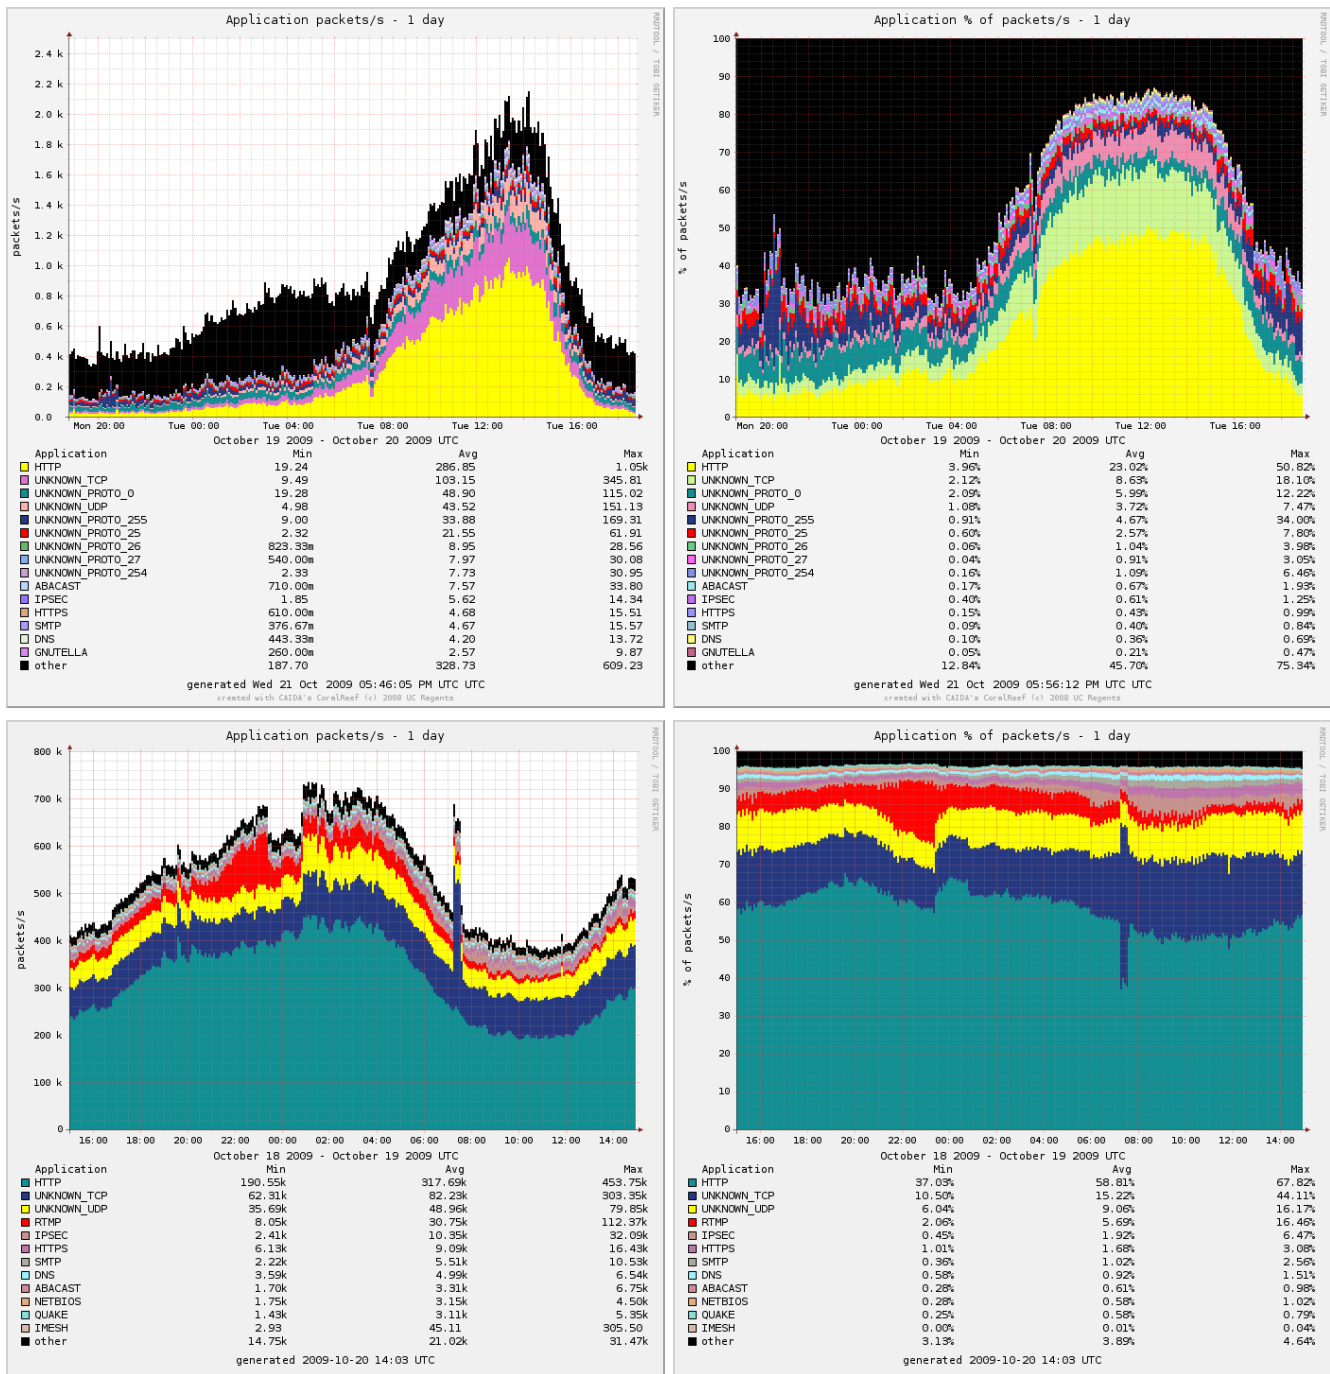 Application packets/s - 1 day
RRDTOOL / TOBI OETIKER
packets/s
2.4 k
2.2 k
2.0 k
1.8 k
1.6 k
1.4 k
1.2 k
1.0 k
0.8 k
0.6 k
0.4 k
0.2 k
0.0
Mon 20:00 Tue 00:00 Tue 04:00 Tue 08:00 Tue 12:00 Tue 16:00
October 19 2009 - October 20 2009 UTC
Application Min Avg Max
HTTP 19.24 286.85 1.05k
UNKNOWN_TCP 9.49 103.15 345.81
UNKNOWN_PROTO_0 19.28 48.90 115.02
UNKNOWN_UDP 4.98 43.52 151.13
UNKNOWN_PROTO_255 9.00 33.88 169.31
UNKNOWN_PROTO_25 2.32 21.55 61.91
UNKNOWN_PROTO_26 823.33m 8.95 28.56
UNKNOWN_PROTO_27 540.00m 7.97 30.08
UNKNOWN_PROTO_254 2.33 7.73 30.95
ABACAST 710.00m 7.57 33.80
IPSEC 1.85 5.62 14.34
HTTPS 610.00m 4.68 15.51
SMTP 376.67m 4.67 15.57
DNS 443.33m 4.20 13.72
GNUTELLA 260.00m 2.57 9.87
other 187.70 328.73 609.23
generated Wed 21 Oct 2009 05:46:05 PM UTC UTC
created with CAIDA's CoralReef (c) 2008 UC Regents
Application % of packets/s - 1 day
RRDTOOL / TOBI OETIKER
% of packets/s
100
90
80
70
60
50
40
30
20
10
0
Mon 20:00 Tue 00:00 Tue 04:00 Tue 08:00 Tue 12:00 Tue 16:00
October 19 2009 - October 20 2009 UTC
Application Min Avg Max
HTTP 3.96% 23.02% 50.82%
UNKNOWN_TCP 2.12% 8.63% 18.10%
UNKNOWN_PROTO_0 2.09% 5.99% 12.22%
UNKNOWN_UDP 1.08% 3.72% 7.47%
UNKNOWN_PROTO_255 0.91% 4.67% 34.00%
UNKNOWN_PROTO_25 0.60% 2.57% 7.80%
UNKNOWN_PROTO_26 0.06% 1.04% 3.98%
UNKNOWN_PROTO_27 0.04% 0.91% 3.05%
UNKNOWN_PROTO_254 0.16% 1.09% 6.46%
ABACAST 0.17% 0.67% 1.93%
IPSEC 0.40% 0.61% 1.25%
HTTPS 0.15% 0.43% 0.99%
SMTP 0.09% 0.40% 0.84%
DNS 0.10% 0.36% 0.69%
GNUTELLA 0.05% 0.21% 0.47%
other 12.84% 45.70% 75.34%
generated Wed 21 Oct 2009 05:56:12 PM UTC UTC
created with CAIDA's CoralReef (c) 2008 UC Regents
Application packets/s - 1 day
RRDTOOL / TOBI OETIKER
packets/s
800 k
700 k
600 k
500 k
400 k
300 k
200 k
100 k
0
16:00 18:00 20:00 22:00 00:00 02:00 04:00 06:00 08:00 10:00 12:00 14:00
October 18 2009 - October 19 2009 UTC
Application Min Avg Max
HTTP 190.55k 317.69k 453.75k
UNKNOWN_TCP 62.31k 82.23k 303.35k
UNKNOWN_UDP 35.69k 48.96k 79.85k
RTMP 8.05k 30.75k 112.37k
IPSEC 2.41k 10.35k 32.09k
HTTPS 6.13k 9.09k 16.43k
SMTP 2.22k 5.51k 10.53k
DNS 3.59k 4.99k 6.54k
ABACAST 1.70k 3.31k 6.75k
NETBIOS 1.75k 3.15k 4.50k
QUAKE 1.43k 3.11k 5.35k
IMESH 2.93 45.11 305.50
other 14.75k 21.02k 31.47k
generated 2009-10-20 14:03 UTC
Application % of packets/s - 1 day
RRDTOOL / TOBI OETIKER
% of packets/s
100
90
80
70
60
50
40
30
20
10
0
16:00 18:00 20:00 22:00 00:00 02:00 04:00 06:00 08:00 10:00 12:00 14:00
October 18 2009 - October 19 2009 UTC
Application Min Avg Max
HTTP 37.03% 58.81% 67.82%
UNKNOWN_TCP 10.50% 15.22% 44.11%
UNKNOWN_UDP 6.04% 9.06% 16.17%
RTMP 2.06% 5.69% 16.46%
IPSEC 0.45% 1.92% 6.47%
HTTPS 1.01% 1.68% 3.08%
SMTP 0.36% 1.02% 2.56%
DNS 0.58% 0.92% 1.51%
ABACAST 0.28% 0.61% 0.98%
NETBIOS 0.28% 0.58% 1.02%
QUAKE 0.25% 0.58% 0.79%
IMESH 0.00% 0.01% 0.04%
other 3.13% 3.89% 4.64%
generated 2009-10-20 14:03 UTC